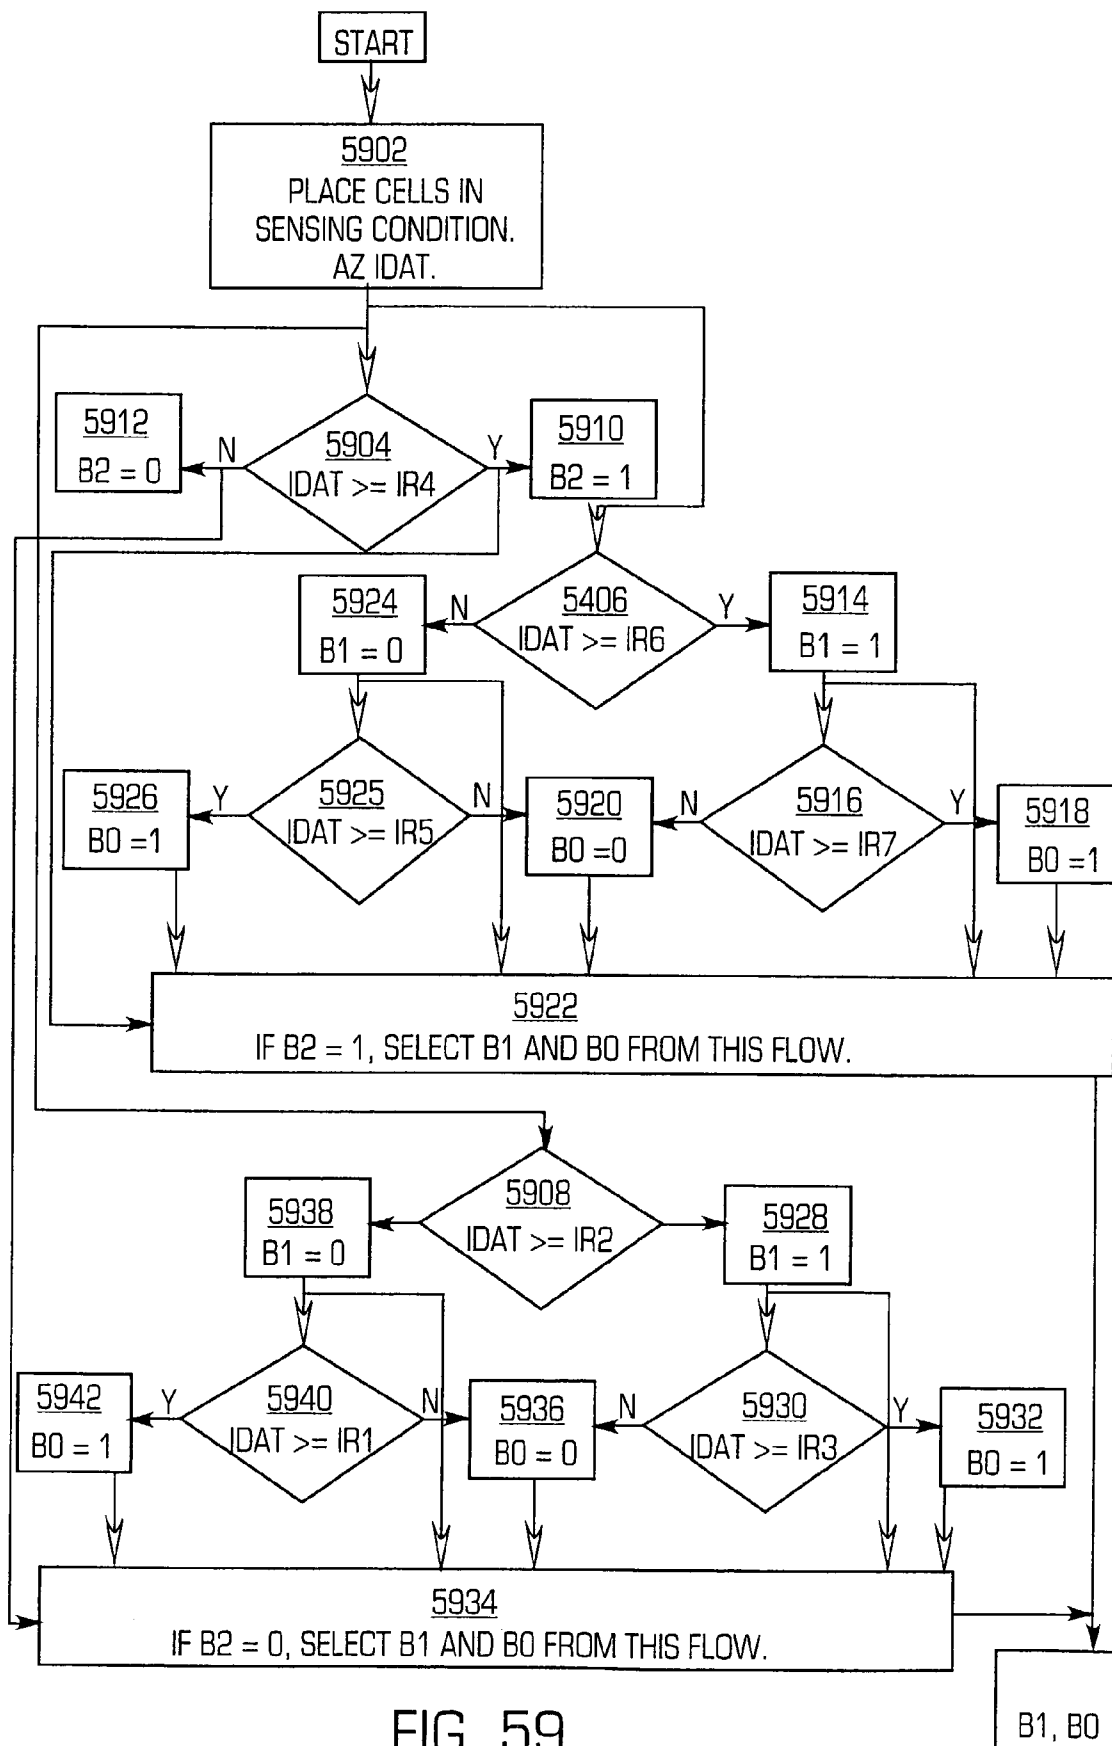 START
5902
PLACE CELLS IN
SENSING CONDITION.
AZ IDAT.
5912
B2 = 0
N
5904
IDAT >= IR4
Y
5910
B2 = 1
5924
B1 = 0
N
5406
IDAT >= IR6
Y
5914
B1 = 1
5926
B0 =1
Y
5925
IDAT >= IR5
N
5920
B0 =0
N
5916
IDAT >= IR7
Y
5918
B0 =1
5922
IF B2 = 1, SELECT B1 AND B0 FROM THIS FLOW.
5938
B1 = 0
5908
IDAT >= IR2
5928
B1 = 1
5942
B0 = 1
Y
5940
IDAT >= IR1
N
5936
B0 = 0
N
5930
IDAT >= IR3
Y
5932
B0 = 1
5934
IF B2 = 0, SELECT B1 AND B0 FROM THIS FLOW.
B1, B0
FIG. 59